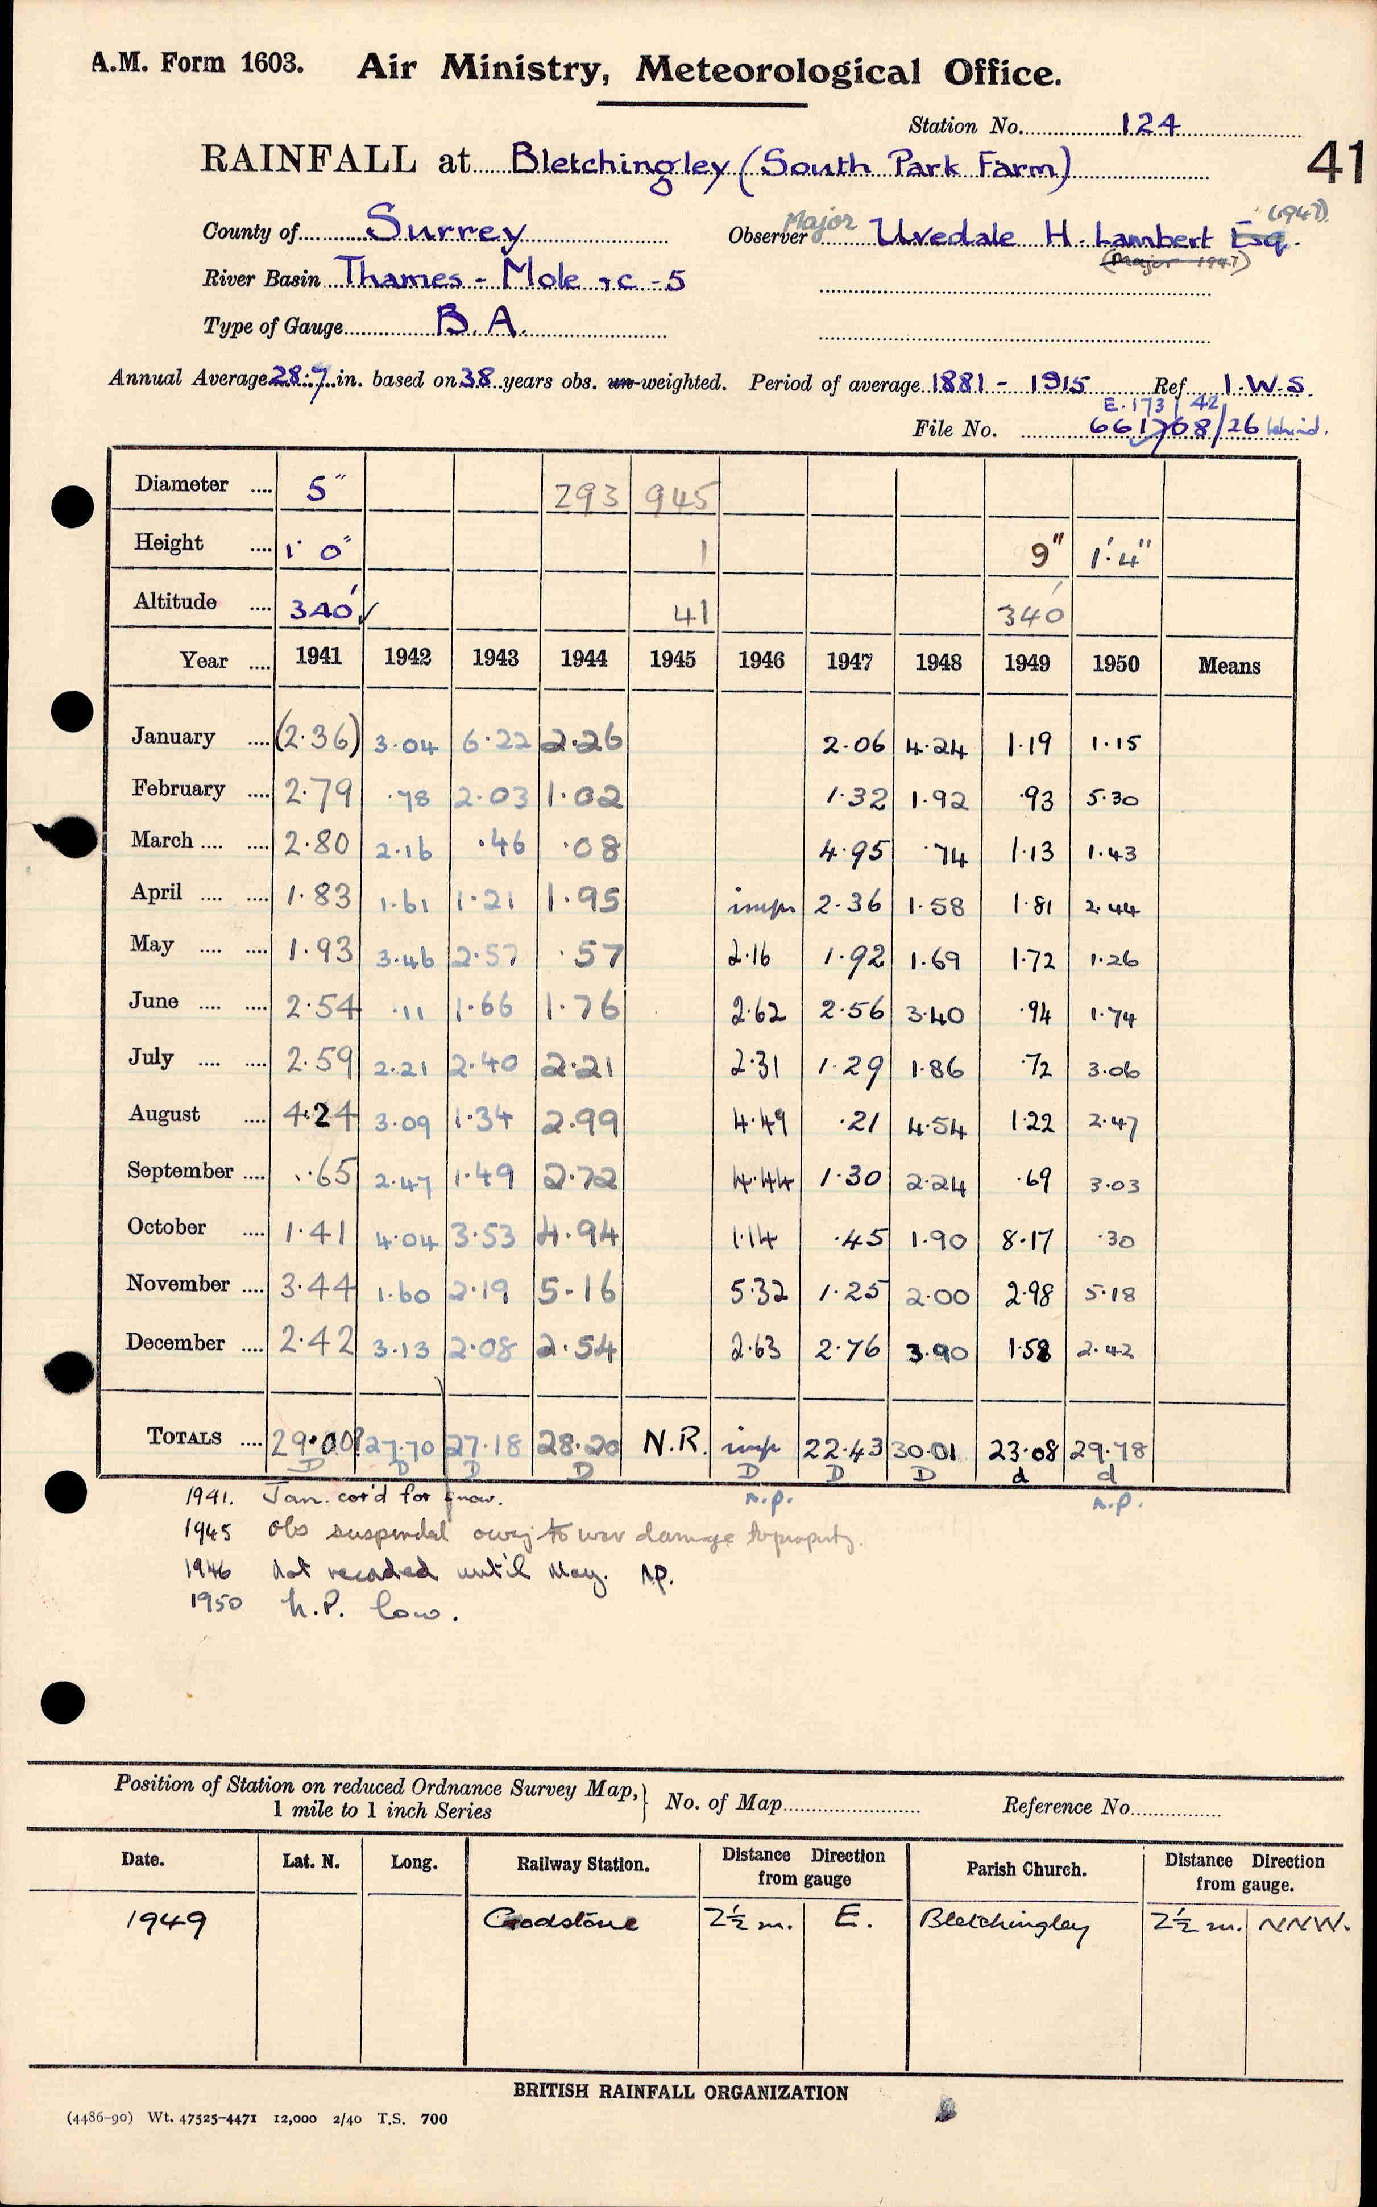 A.M. Form 1603. Air Ministry, Meteorological Office.
Station No. 124
41
RAINFALL at Bletchingley (South Park Farm)
County of Surrey Observer Major Uvedale H. Lambert Esq. (1947)
(Major 1947)
River Basin Thames - Mole &c - 5
Type of Gauge B.A.
Annual Average 28.7 in. based on 38 years obs. un-weighted. Period of average 1881 - 1915 Ref. I.W.S.
E.173/42
File No. 661708/26 behind.
Diameter .... 5" 293 945
Height .... 1' 0" 1 9" 1'.4"
Altitude .... 340' 41 340'
Year .... 1941 1942 1943 1944 1945 1946 1947 1948 1949 1950 Means
January .... (2.36) 3.04 6.22 2.26 2.06 4.24 1.19 1.15
February .... 2.79 .78 2.03 1.02 1.32 1.92 .93 5.30
March .... .... 2.80 2.16 .46 .08 4.95 .74 1.13 1.43
April .... .... 1.83 1.61 1.21 1.95 imp 2.36 1.58 1.81 2.44
May .... .... 1.93 3.46 2.57 .57 2.16 1.92 1.69 1.72 1.26
June .... .... 2.54 .11 1.66 1.76 2.62 2.56 3.40 .94 1.74
July .... .... 2.59 2.21 2.40 2.21 2.31 1.29 1.86 .72 3.06
August .... 4.24 3.09 1.34 2.99 4.49 .21 4.54 1.22 2.47
September .... .65 2.47 1.49 2.72 4.44 1.30 2.24 .69 3.03
October .... 1.41 4.04 3.53 4.94 1.14 .45 1.90 8.17 .30
November .... 3.44 1.60 2.19 5.16 5.32 1.25 2.00 2.98 5.18
December .... 2.42 3.13 2.08 2.54 2.63 2.76 3.90 1.58 2.42
TOTALS .... 29.00? 27.70 27.18 28.20 N.R. imp 22.43 30.01 23.08 29.78
D D D D D D D d d
n.p. n.p.
1941. Jan. cor'd for snow.
1945 Obs suspended owing to war damage to property.
1946 Not recorded until May. N.P.
1950 N.P. low.
Position of Station on reduced Ordnance Survey Map, 1 mile to 1 inch Series No. of Map Reference No.
Date. Lat. N. Long. Railway Station. Distance Direction from gauge Parish Church. Distance Direction from gauge.
1949 Godstone 2½ m. E. Bletchingley 2½ m. NNW.
BRITISH RAINFALL ORGANIZATION
(4486-90) Wt. 47525-4471 12,000 2/40 T.S. 700